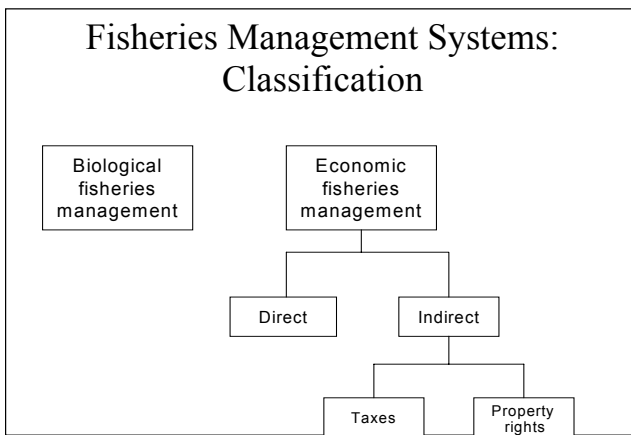 Fisheries Management Systems:
Classification
Biological
fisheries
management
Economic
fisheries
management
Direct
Indirect
Taxes
Property
rights